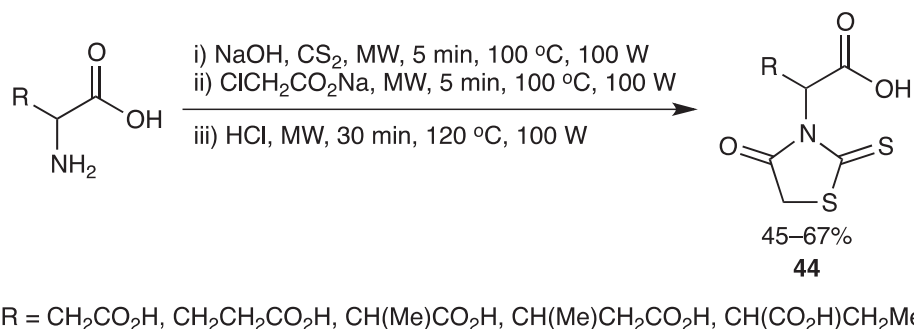 O
R
OH
NH₂
i) NaOH, CS₂, MW, 5 min, 100 °C, 100 W
ii) ClCH₂CO₂Na, MW, 5 min, 100 °C, 100 W
iii) HCl, MW, 30 min, 120 °C, 100 W
O
R
OH
N
O
S
S
45–67%
44
R = CH₂CO₂H, CH₂CH₂CO₂H, CH(Me)CO₂H, CH(Me)CH₂CO₂H, CH(CO₂H)CH₂Me